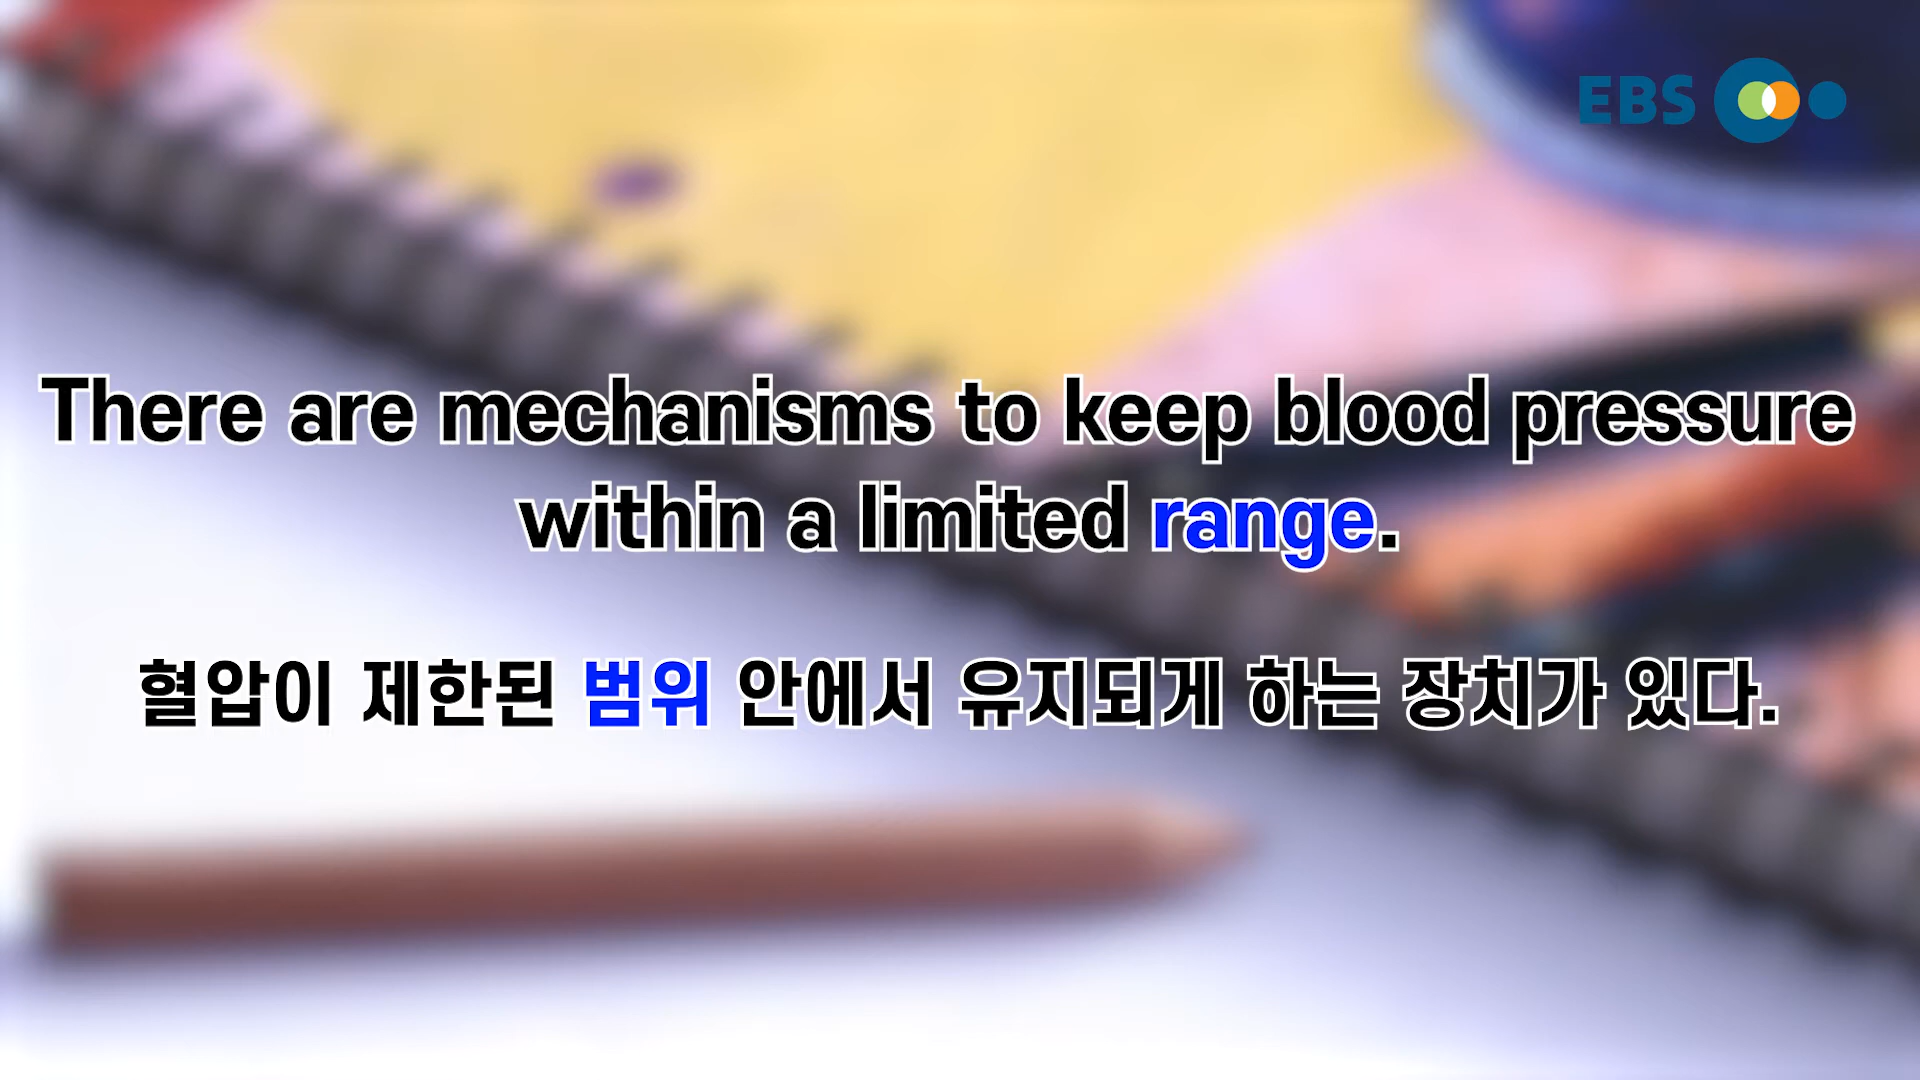 EBS
There are mechanisms to keep blood pressure
within a limited range.
혈압이 제한된 범위 안에서 유지되게 하는 장치가 있다.